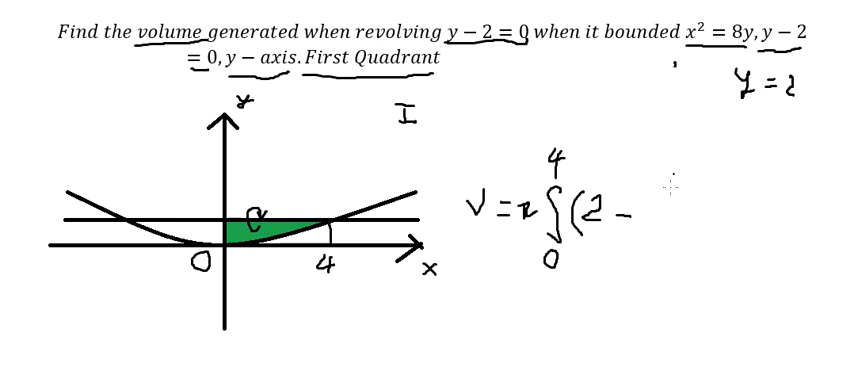 Find the volume generated when revolving y − 2 = 0 when it bounded x² = 8y, y − 2
= 0, y − axis. First Quadrant
y = 2
y
I
4
V = π ∫ (2 −
0
0
4
x